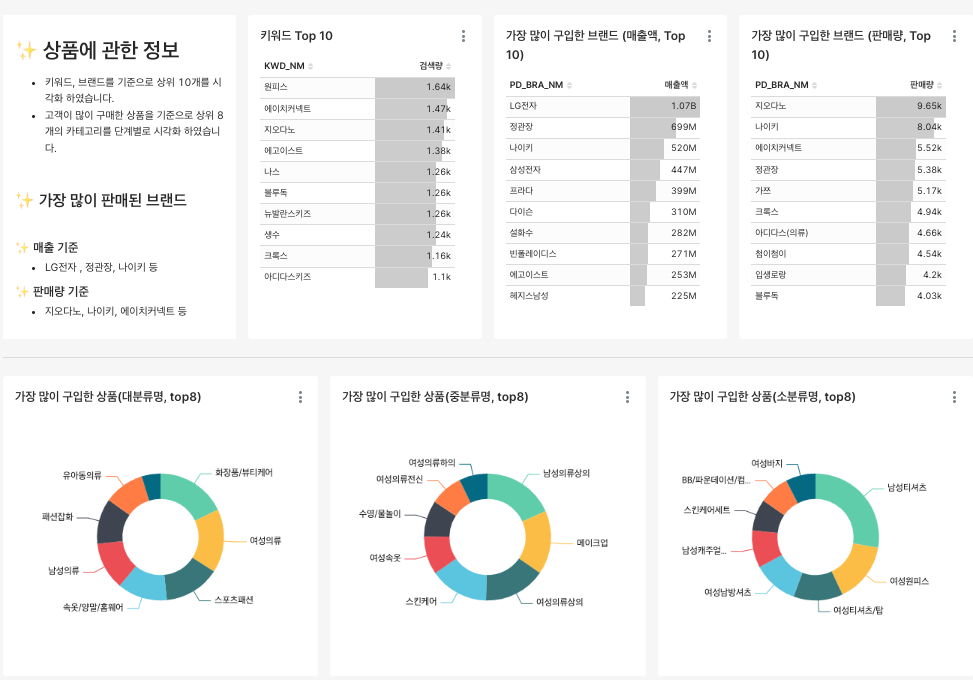 ✨ 상품에 관한 정보
• 키워드, 브랜드를 기준으로 상위 10개를 시
각화 하였습니다.
• 고객이 많이 구매한 상품을 기준으로 상위 8
개의 카테고리를 단계별로 시각화 하였습니
다.
✨ 가장 많이 판매된 브랜드
✨ 매출 기준
• LG전자 , 정관장, 나이키 등
✨ 판매량 기준
• 지오다노, 나이키, 에이치커넥트 등
키워드 Top 10
KWD_NM 검색량
원피스 1.64k
에이치커넥트 1.47k
지오다노 1.41k
에고이스트 1.38k
나스 1.26k
블루독 1.26k
뉴발란스키즈 1.26k
생수 1.24k
크록스 1.16k
아디다스키즈 1.1k
가장 많이 구입한 브랜드 (매출액, Top
10)
PD_BRA_NM 매출액
LG전자 1.07B
정관장 699M
나이키 520M
삼성전자 447M
프라다 399M
다이슨 310M
설화수 282M
빈폴레이디스 271M
에고이스트 253M
헤지스남성 225M
가장 많이 구입한 브랜드 (판매량, Top
10)
PD_BRA_NM 판매량
지오다노 9.65k
나이키 8.04k
에이치커넥트 5.52k
정관장 5.38k
가쯔 5.17k
크록스 4.94k
아디다스(의류) 4.66k
첨이첨이 4.54k
입생로랑 4.2k
블루독 4.03k
가장 많이 구입한 상품(대분류명, top8)
유아동의류
화장품/뷰티케어
패션잡화
여성의류
남성의류
속옷/양말/홈웨어
스포츠패션
가장 많이 구입한 상품(중분류명, top8)
여성의류하의
여성의류전신
남성의류상의
수영/물놀이
메이크업
여성속옷
스킨케어
여성의류상의
가장 많이 구입한 상품(소분류명, top8)
여성바지
BB/파운데이션/컴...
남성티셔츠
스킨케어세트
남성캐주얼...
여성원피스
여성남방셔츠
여성티셔츠/탑